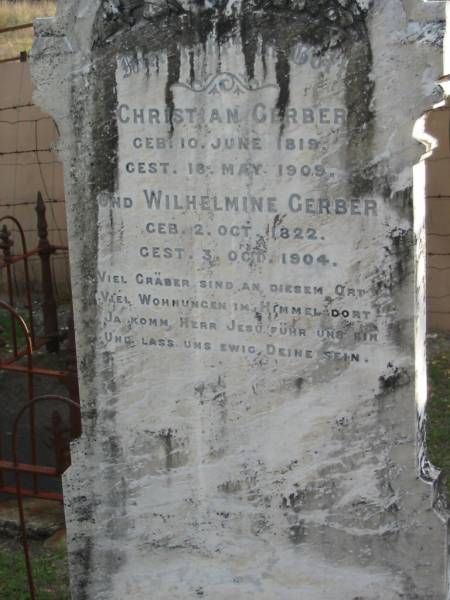 CHRISTIAN GERBER
GEB. 10. JUNE 1819.
GEST. 18. MAY 1909.
UND WILHELMINE GERBER
GEB. 2. OCT. 1822.
GEST. 3. OCT. 1904.
VIEL GRÄBER SIND AN DIESEM ORT
VIEL WOHNUNGEN IM HIMMEL DORT
JA KOMM HERR JESU, FÜHR UNS EIN
UND LASS UNS EWIG DEINE SEIN.